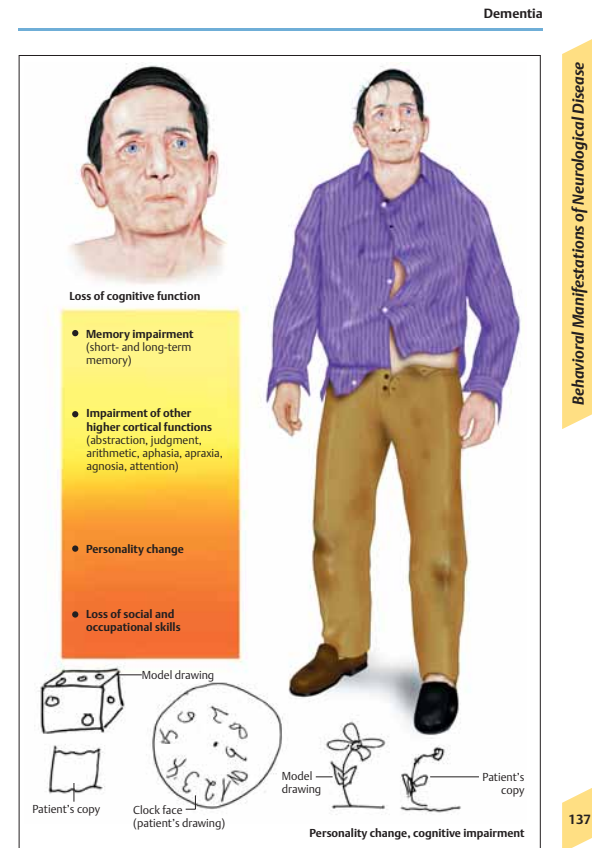 Dementia
Behavioral Manifestations of Neurological Disease
Loss of cognitive function
● Memory impairment
(short- and long-term
memory)
● Impairment of other
higher cortical functions
(abstraction, judgment,
arithmetic, aphasia, apraxia,
agnosia, attention)
● Personality change
● Loss of social and
occupational skills
Model drawing
Patient's copy
Clock face
(patient's drawing)
Model
drawing
Patient's
copy
Personality change, cognitive impairment
137